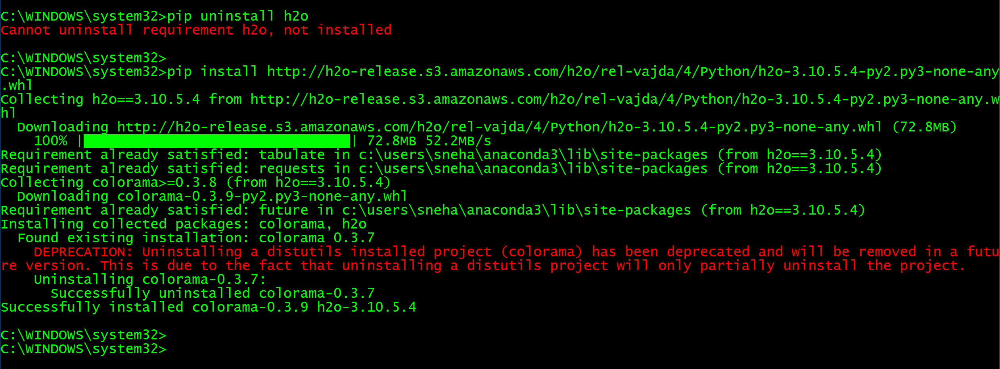 C:\WINDOWS\system32>pip uninstall h2o
Cannot uninstall requirement h2o, not installed
C:\WINDOWS\system32>
C:\WINDOWS\system32>pip install http://h2o-release.s3.amazonaws.com/h2o/rel-vajda/4/Python/h2o-3.10.5.4-py2.py3-none-any
.whl
Collecting h2o==3.10.5.4 from http://h2o-release.s3.amazonaws.com/h2o/rel-vajda/4/Python/h2o-3.10.5.4-py2.py3-none-any.w
hl
  Downloading http://h2o-release.s3.amazonaws.com/h2o/rel-vajda/4/Python/h2o-3.10.5.4-py2.py3-none-any.whl (72.8MB)
    100% |████████████████████████████████| 72.8MB 52.2MB/s
Requirement already satisfied: tabulate in c:\users\sneha\anaconda3\lib\site-packages (from h2o==3.10.5.4)
Requirement already satisfied: requests in c:\users\sneha\anaconda3\lib\site-packages (from h2o==3.10.5.4)
Collecting colorama>=0.3.8 (from h2o==3.10.5.4)
  Downloading colorama-0.3.9-py2.py3-none-any.whl
Requirement already satisfied: future in c:\users\sneha\anaconda3\lib\site-packages (from h2o==3.10.5.4)
Installing collected packages: colorama, h2o
  Found existing installation: colorama 0.3.7
    DEPRECATION: Uninstalling a distutils installed project (colorama) has been deprecated and will be removed in a futu
re version. This is due to the fact that uninstalling a distutils project will only partially uninstall the project.
    Uninstalling colorama-0.3.7:
      Successfully uninstalled colorama-0.3.7
Successfully installed colorama-0.3.9 h2o-3.10.5.4
C:\WINDOWS\system32>
C:\WINDOWS\system32>